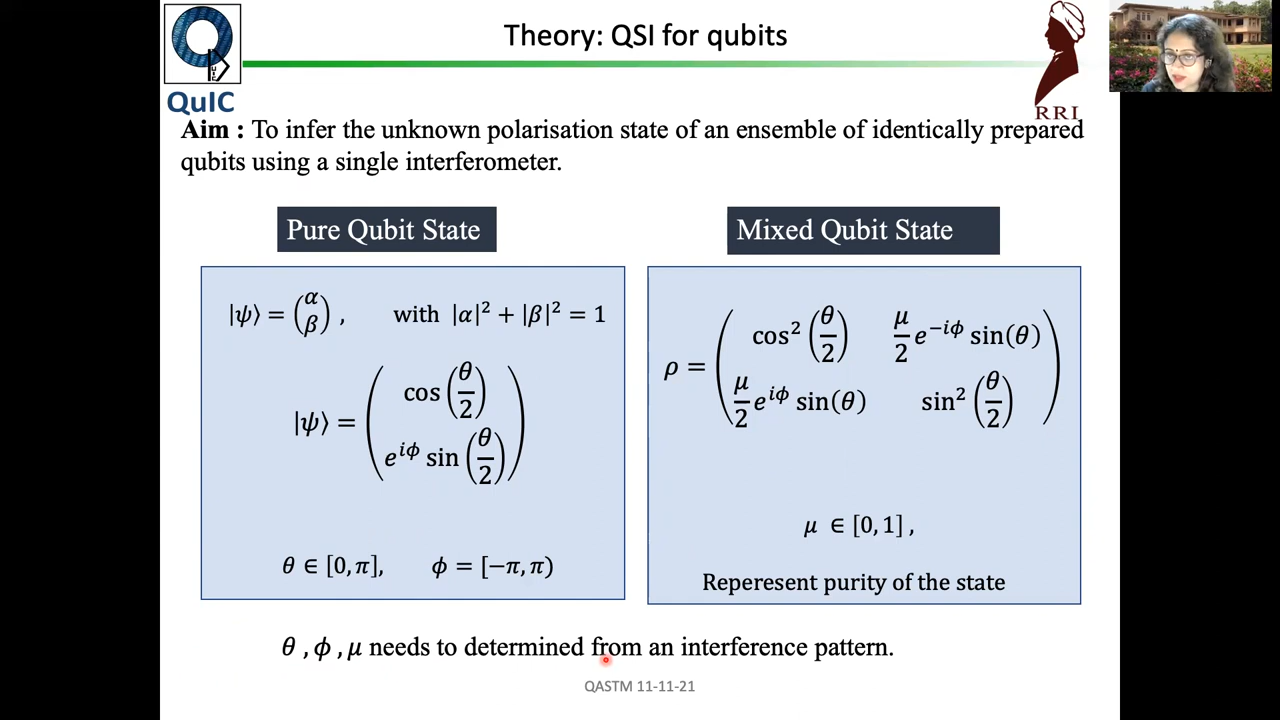 Theory: QSI for qubits
QuIC
RRI
Aim : To infer the unknown polarisation state of an ensemble of identically prepared
qubits using a single interferometer.
Pure Qubit State
Mixed Qubit State
|ψ⟩ = (α β) , with |α|² + |β|² = 1
|ψ⟩ = ( cos(θ/2) e^{iϕ} sin(θ/2) )
θ ∈ [0, π], ϕ = [−π, π)
ρ = ( cos²(θ/2) μ/2 e^{−iϕ} sin(θ)
μ/2 e^{iϕ} sin(θ) sin²(θ/2) )
μ ∈ [0, 1] ,
Reperesent purity of the state
θ , ϕ , μ needs to determined from an interference pattern.
QASTM 11-11-21